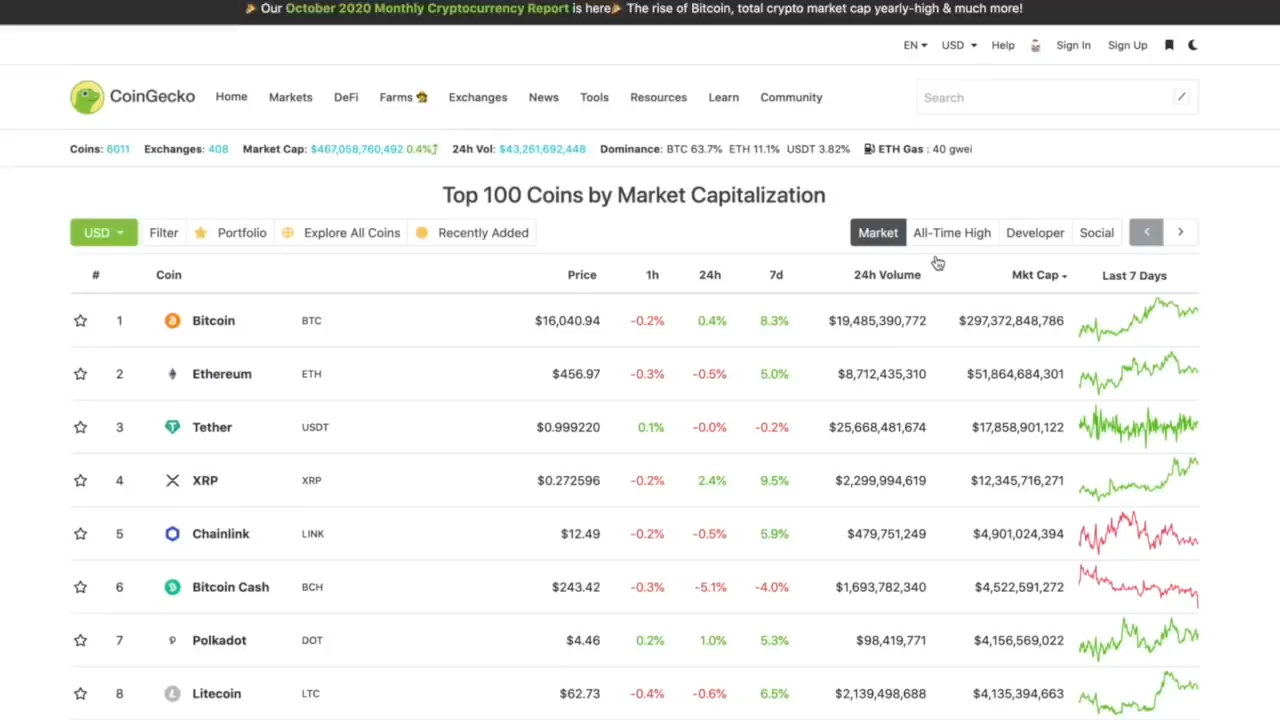 Our October 2020 Monthly Cryptocurrency Report is here The rise of Bitcoin, total crypto market cap yearly-high & much more!
EN USD Help Sign In Sign Up
CoinGecko Home Markets DeFi Farms Exchanges News Tools Resources Learn Community Search /
Coins: 6011 Exchanges: 408 Market Cap: $467,058,760,492 0.4% 24h Vol: $43,261,692,448 Dominance: BTC 63.7% ETH 11.1% USDT 3.82% ETH Gas : 40 gwei
Top 100 Coins by Market Capitalization
USD Filter Portfolio Explore All Coins Recently Added Market All-Time High Developer Social < >
# Coin Price 1h 24h 7d 24h Volume Mkt Cap Last 7 Days
1 Bitcoin BTC $16,040.94 -0.2% 0.4% 8.3% $19,485,390,772 $297,372,848,786
2 Ethereum ETH $456.97 -0.3% -0.5% 5.0% $8,712,435,310 $51,864,684,301
3 Tether USDT $0.999220 0.1% -0.0% -0.2% $25,668,481,674 $17,858,901,122
4 XRP XRP $0.272596 -0.2% 2.4% 9.5% $2,299,994,619 $12,345,716,271
5 Chainlink LINK $12.49 -0.2% -0.5% 5.9% $479,751,249 $4,901,024,394
6 Bitcoin Cash BCH $243.42 -0.3% -5.1% -4.0% $1,693,782,340 $4,522,591,272
7 Polkadot DOT $4.46 0.2% 1.0% 5.3% $98,419,771 $4,156,569,022
8 Litecoin LTC $62.73 -0.4% -0.6% 6.5% $2,139,498,688 $4,135,394,663